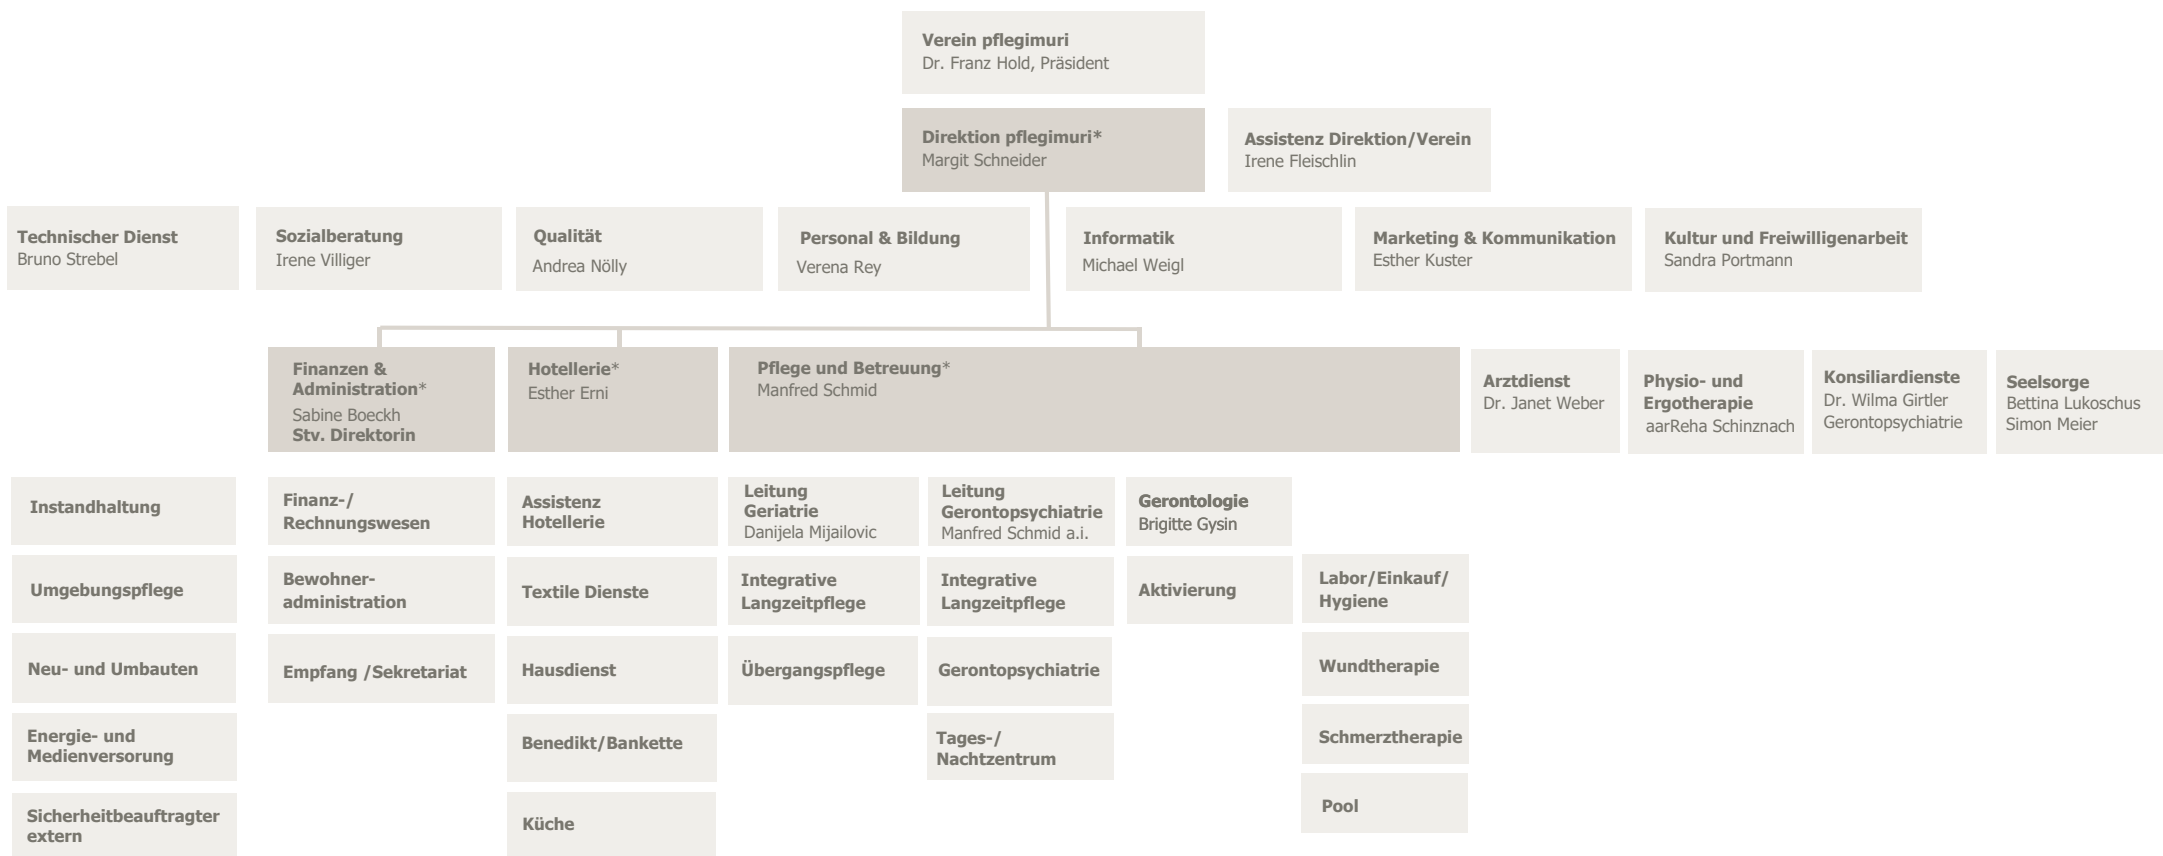 Verein pflegimuri
Dr. Franz Hold, Präsident
Direktion pflegimuri*
Margit Schneider
Assistenz Direktion/Verein
Irene Fleischlin
Technischer Dienst
Bruno Strebel
Sozialberatung
Irene Villiger
Qualität
Andrea Nölly
Personal & Bildung
Verena Rey
Informatik
Michael Weigl
Marketing & Kommunikation
Esther Kuster
Kultur und Freiwilligenarbeit
Sandra Portmann
Finanzen &
Administration*
Sabine Boeckh
Stv. Direktorin
Hotellerie*
Esther Erni
Pflege und Betreuung*
Manfred Schmid
Arztdienst
Dr. Janet Weber
Physio- und
Ergotherapie
aarReha Schinznach
Konsiliardienste
Dr. Wilma Girtler
Gerontopsychiatrie
Seelsorge
Bettina Lukoschus
Simon Meier
Instandhaltung
Finanz-/
Rechnungswesen
Assistenz
Hotellerie
Leitung
Geriatrie
Danijela Mijailovic
Leitung
Gerontopsychiatrie
Manfred Schmid a.i.
Gerontologie
Brigitte Gysin
Umgebungspflege
Bewohner-
administration
Textile Dienste
Integrative
Langzeitpflege
Integrative
Langzeitpflege
Aktivierung
Labor/Einkauf/
Hygiene
Neu- und Umbauten
Empfang /Sekretariat
Hausdienst
Übergangspflege
Gerontopsychiatrie
Wundtherapie
Energie- und
Medienversorung
Benedikt/Bankette
Tages-/
Nachtzentrum
Schmerztherapie
Sicherheitbeauftragter
extern
Küche
Pool